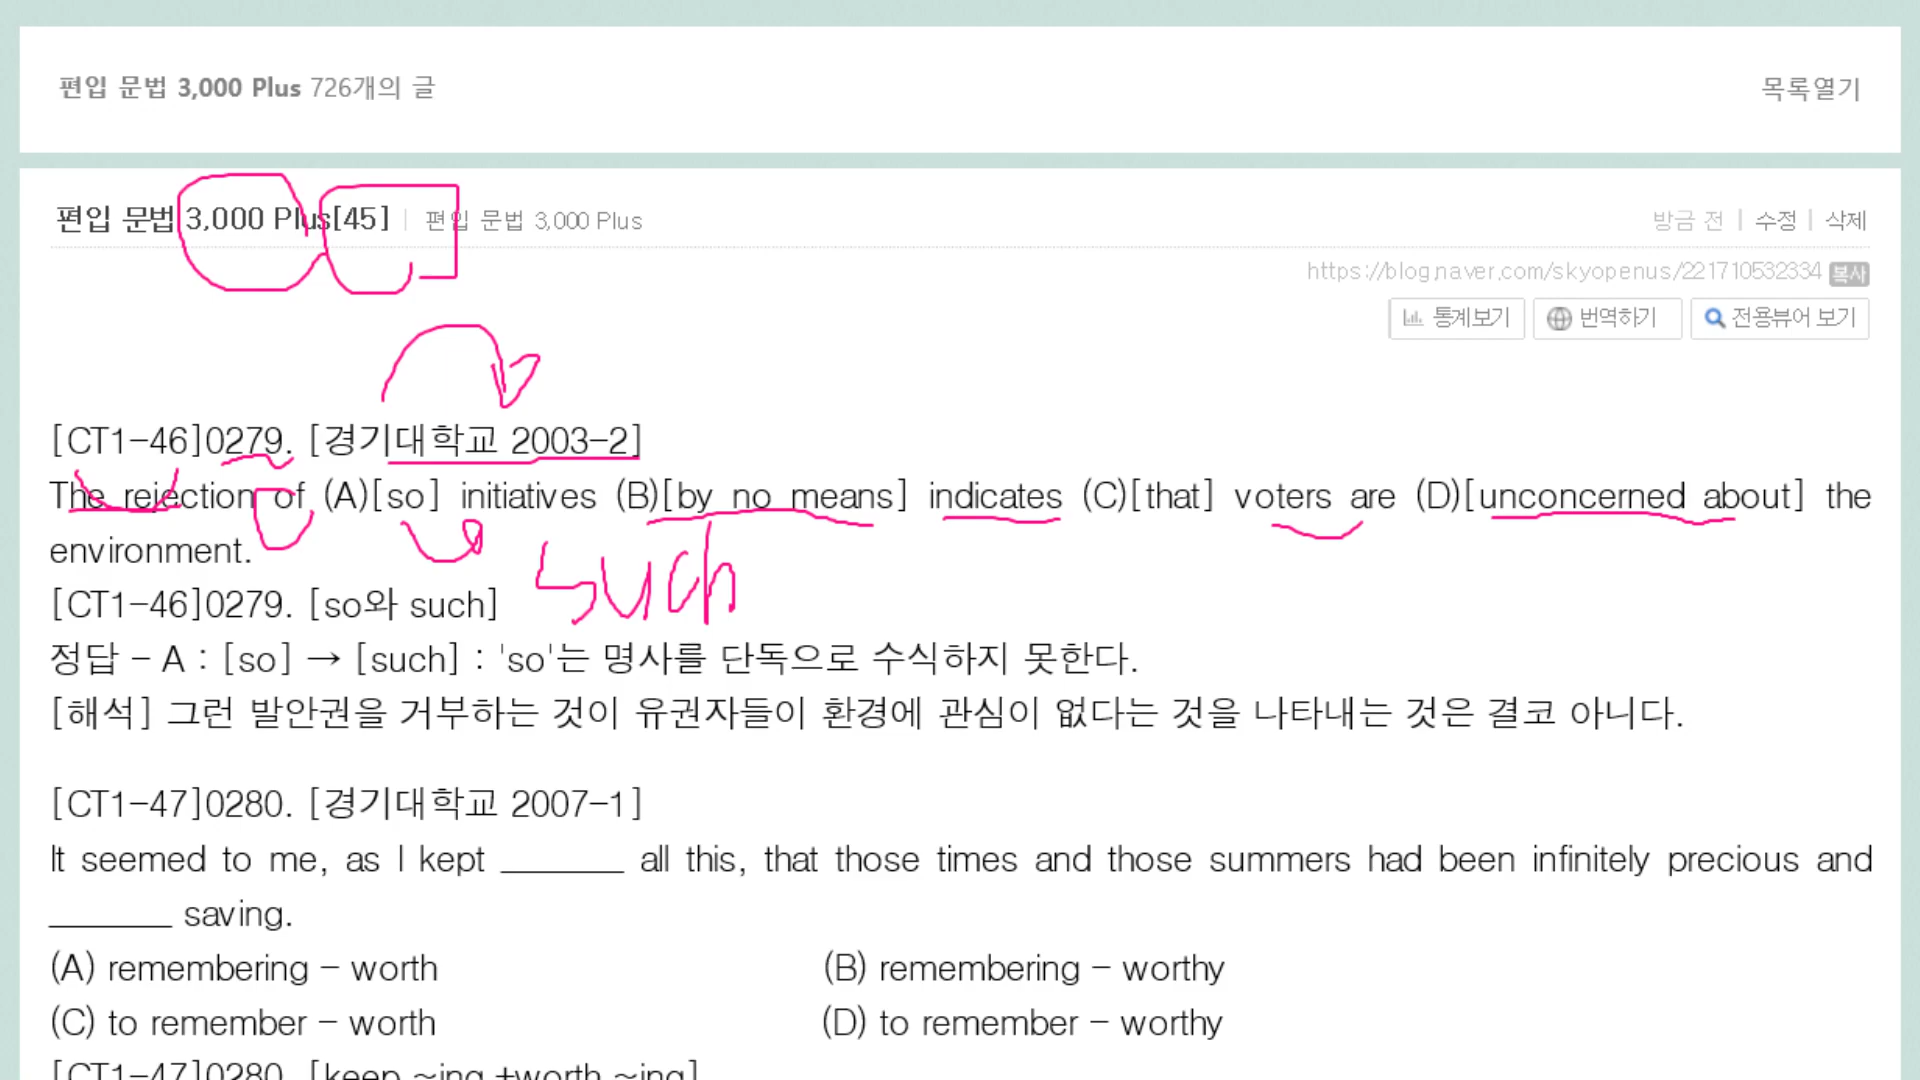 편입 문법 3,000 Plus 726개의 글 목록열기
편입 문법 3,000 Plus[45] | 편입 문법 3,000 Plus 방금 전 | 수정 | 삭제
https://blog.naver.com/skyopenus/221710532334 복사
통계보기 번역하기 전용뷰어 보기
[CT1-46]0279. [경기대학교 2003-2]
The rejection of (A)[so] initiatives (B)[by no means] indicates (C)[that] voters are (D)[unconcerned about] the
environment.
such
[CT1-46]0279. [so와 such]
정답 - A : [so] → [such] : 'so'는 명사를 단독으로 수식하지 못한다.
[해석] 그런 발안권을 거부하는 것이 유권자들이 환경에 관심이 없다는 것을 나타내는 것은 결코 아니다.
[CT1-47]0280. [경기대학교 2007-1]
It seemed to me, as I kept ______ all this, that those times and those summers had been infinitely precious and
______ saving.
(A) remembering - worth (B) remembering - worthy
(C) to remember - worth (D) to remember - worthy
[CT1-47]0280. [keep ~ing +worth ~ing]